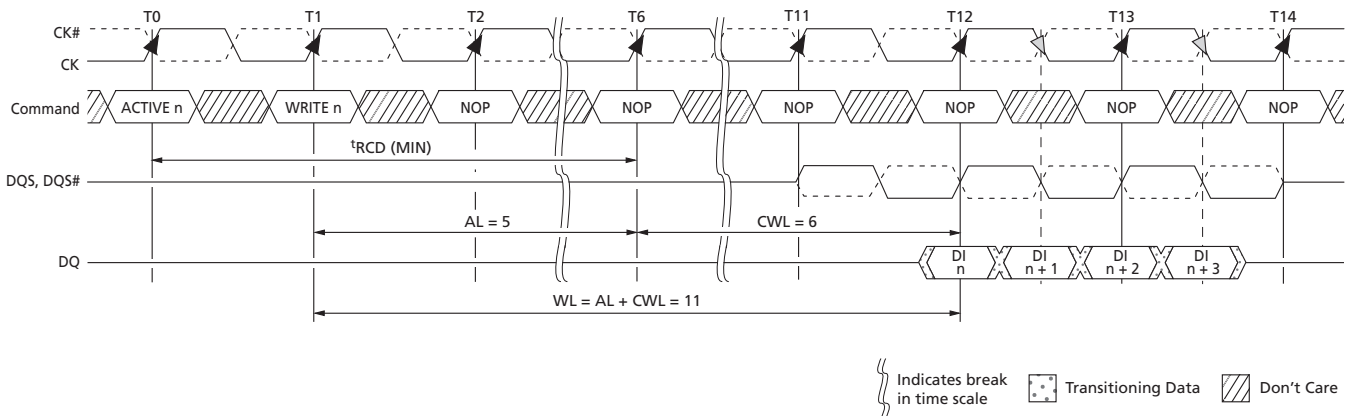 T0 T1 T2 T6 T11 T12 T13 T14
CK#
CK
Command ACTIVE n WRITE n NOP NOP NOP NOP NOP NOP
tRCD (MIN)
DQS, DQS#
AL = 5 CWL = 6
DQ DI n DI n + 1 DI n + 2 DI n + 3
WL = AL + CWL = 11
Indicates break
in time scale
Transitioning Data
Don't Care